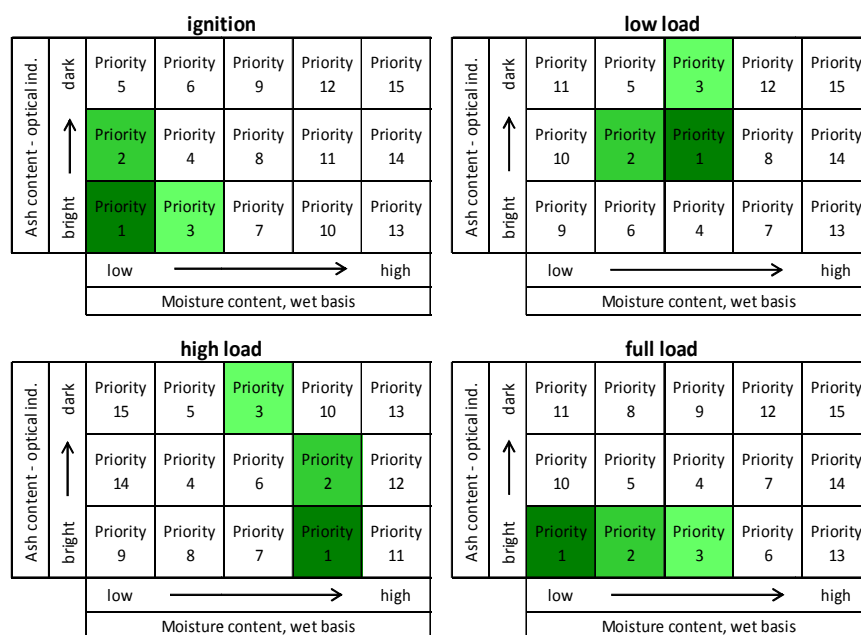 ignition
Ash content - optical ind.
dark
bright
Priority 5
Priority 6
Priority 9
Priority 12
Priority 15
Priority 2
Priority 4
Priority 8
Priority 11
Priority 14
Priority 1
Priority 3
Priority 7
Priority 10
Priority 13
low
high
Moisture content, wet basis
low load
Ash content - optical ind.
dark
bright
Priority 11
Priority 5
Priority 3
Priority 12
Priority 15
Priority 10
Priority 2
Priority 1
Priority 8
Priority 14
Priority 9
Priority 6
Priority 4
Priority 7
Priority 13
low
high
Moisture content, wet basis
high load
Ash content - optical ind.
dark
bright
Priority 15
Priority 5
Priority 3
Priority 10
Priority 13
Priority 14
Priority 4
Priority 6
Priority 2
Priority 12
Priority 9
Priority 8
Priority 7
Priority 1
Priority 11
low
high
Moisture content, wet basis
full load
Ash content - optical ind.
dark
bright
Priority 11
Priority 8
Priority 9
Priority 12
Priority 15
Priority 10
Priority 5
Priority 4
Priority 7
Priority 14
Priority 1
Priority 2
Priority 3
Priority 6
Priority 13
low
high
Moisture content, wet basis